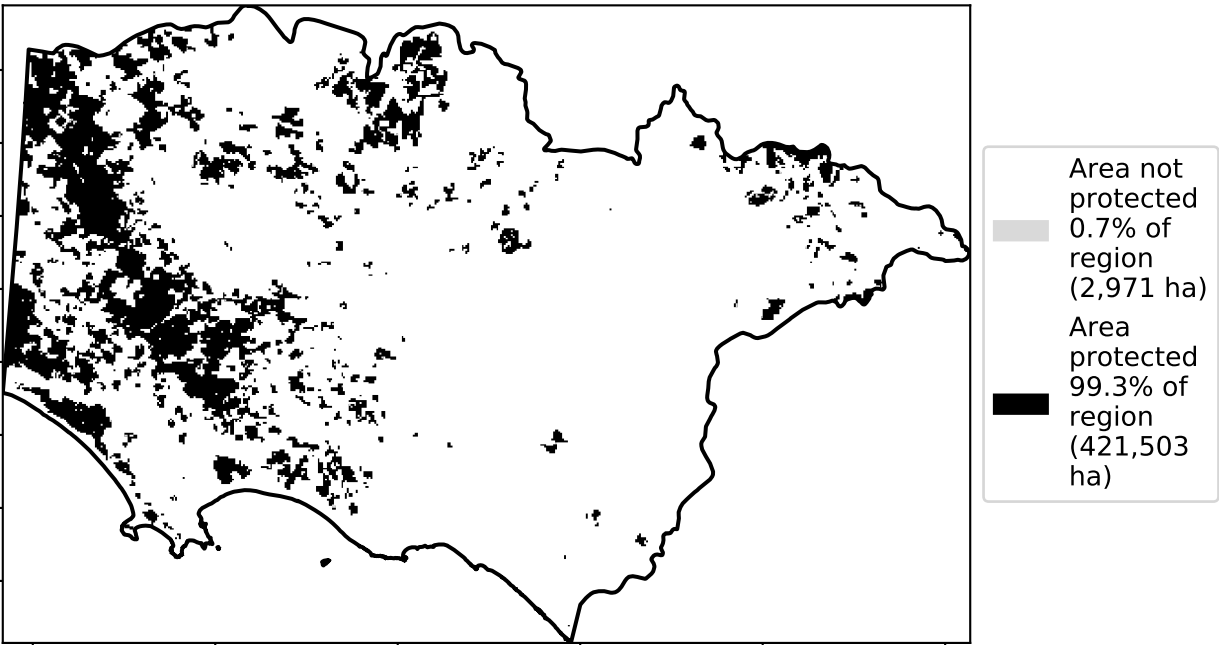 Area not
protected
0.7% of
region
(2,971 ha)
Area
protected
99.3% of
region
(421,503
ha)